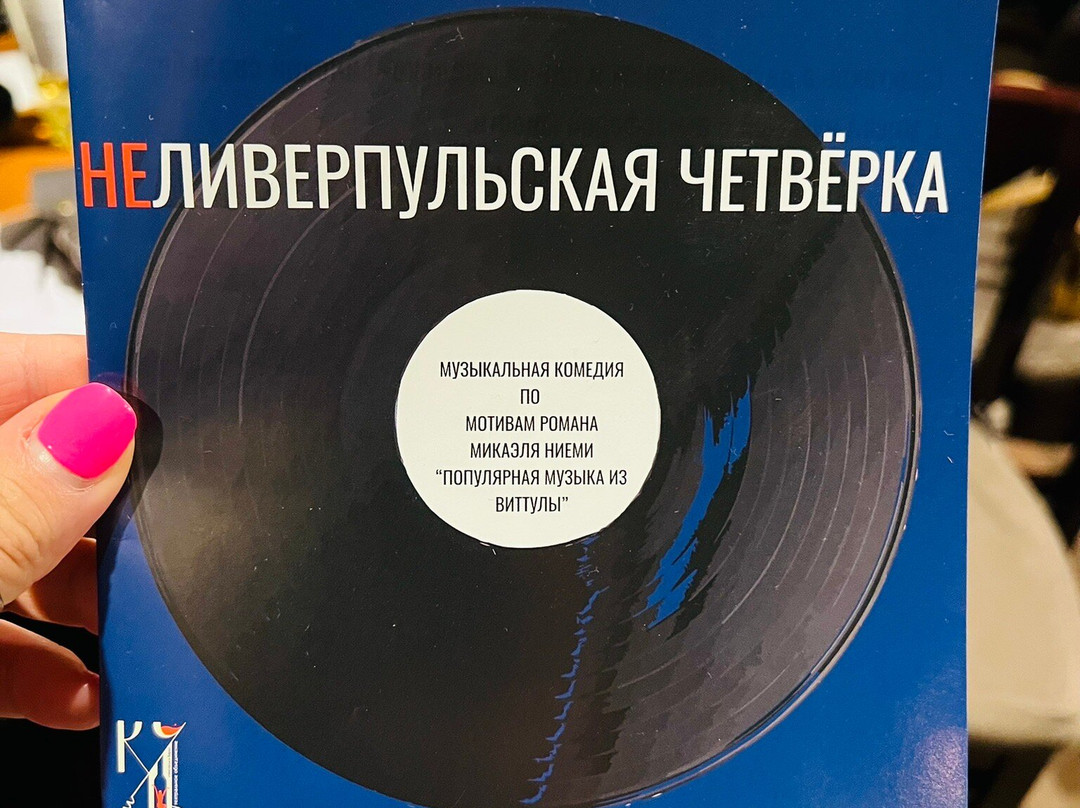 НЕЛИВЕРПУЛЬСКАЯ ЧЕТВЁРКА
МУЗЫКАЛЬНАЯ КОМЕДИЯ
ПО
МОТИВАМ РОМАНА
МИКАЭЛЯ НИЕМИ
“ПОПУЛЯРНАЯ МУЗЫКА ИЗ
ВИТТУЛЫ”